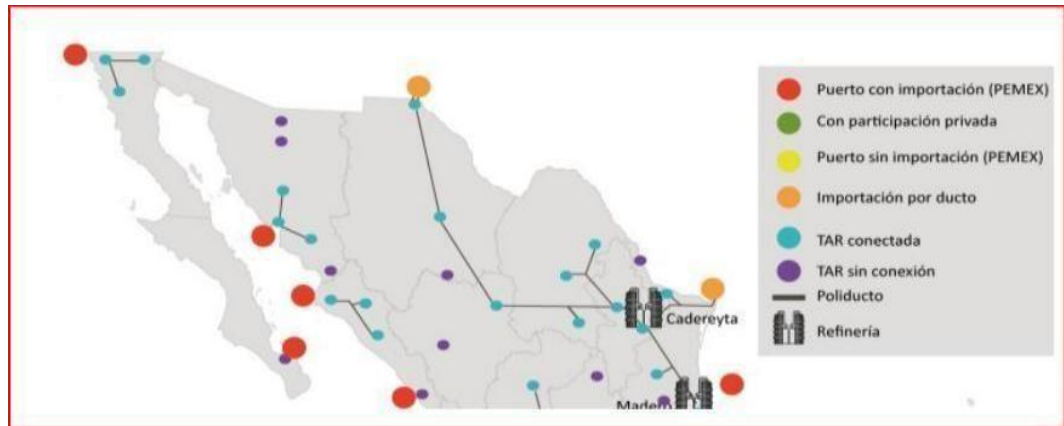 Puerto con importación (PEMEX)
Con participación privada
Puerto sin importación (PEMEX)
Importación por ducto
TAR conectada
TAR sin conexión
Poliducto
Refinería
Cadereyta
Madero